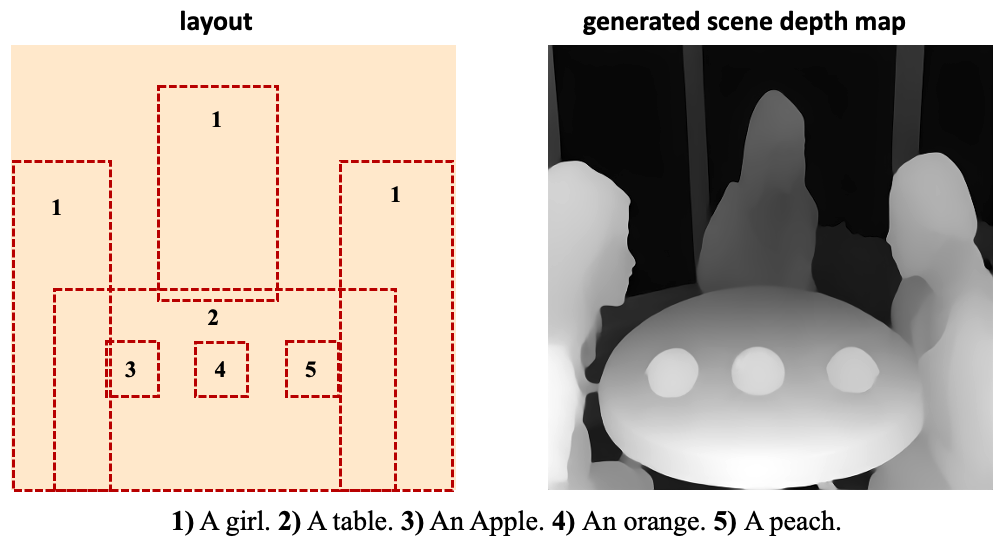 layout
generated scene depth map
1
1
1
2
3
4
5
1) A girl. 2) A table. 3) An Apple. 4) An orange. 5) A peach.